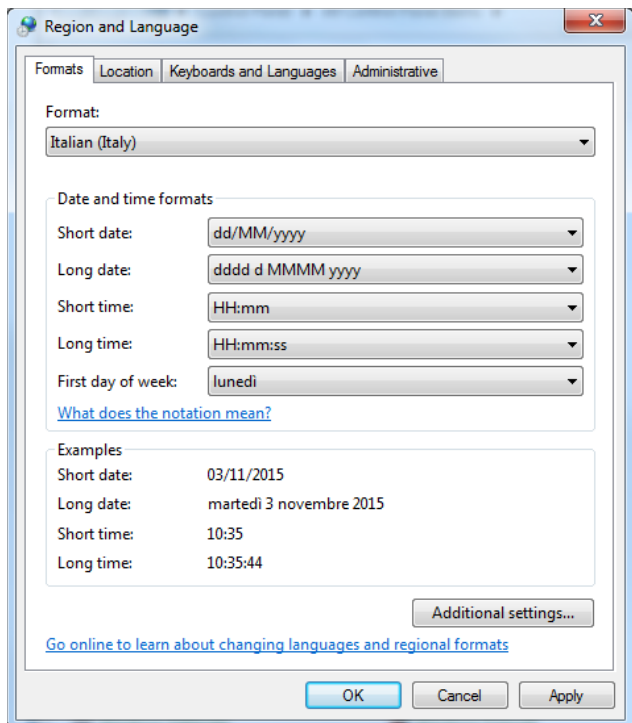 Region and Language
Formats Location Keyboards and Languages Administrative
Format:
Italian (Italy)
Date and time formats
Short date: dd/MM/yyyy
Long date: dddd d MMMM yyyy
Short time: HH:mm
Long time: HH:mm:ss
First day of week: lunedì
What does the notation mean?
Examples
Short date: 03/11/2015
Long date: martedì 3 novembre 2015
Short time: 10:35
Long time: 10:35:44
Additional settings...
Go online to learn about changing languages and regional formats
OK Cancel Apply